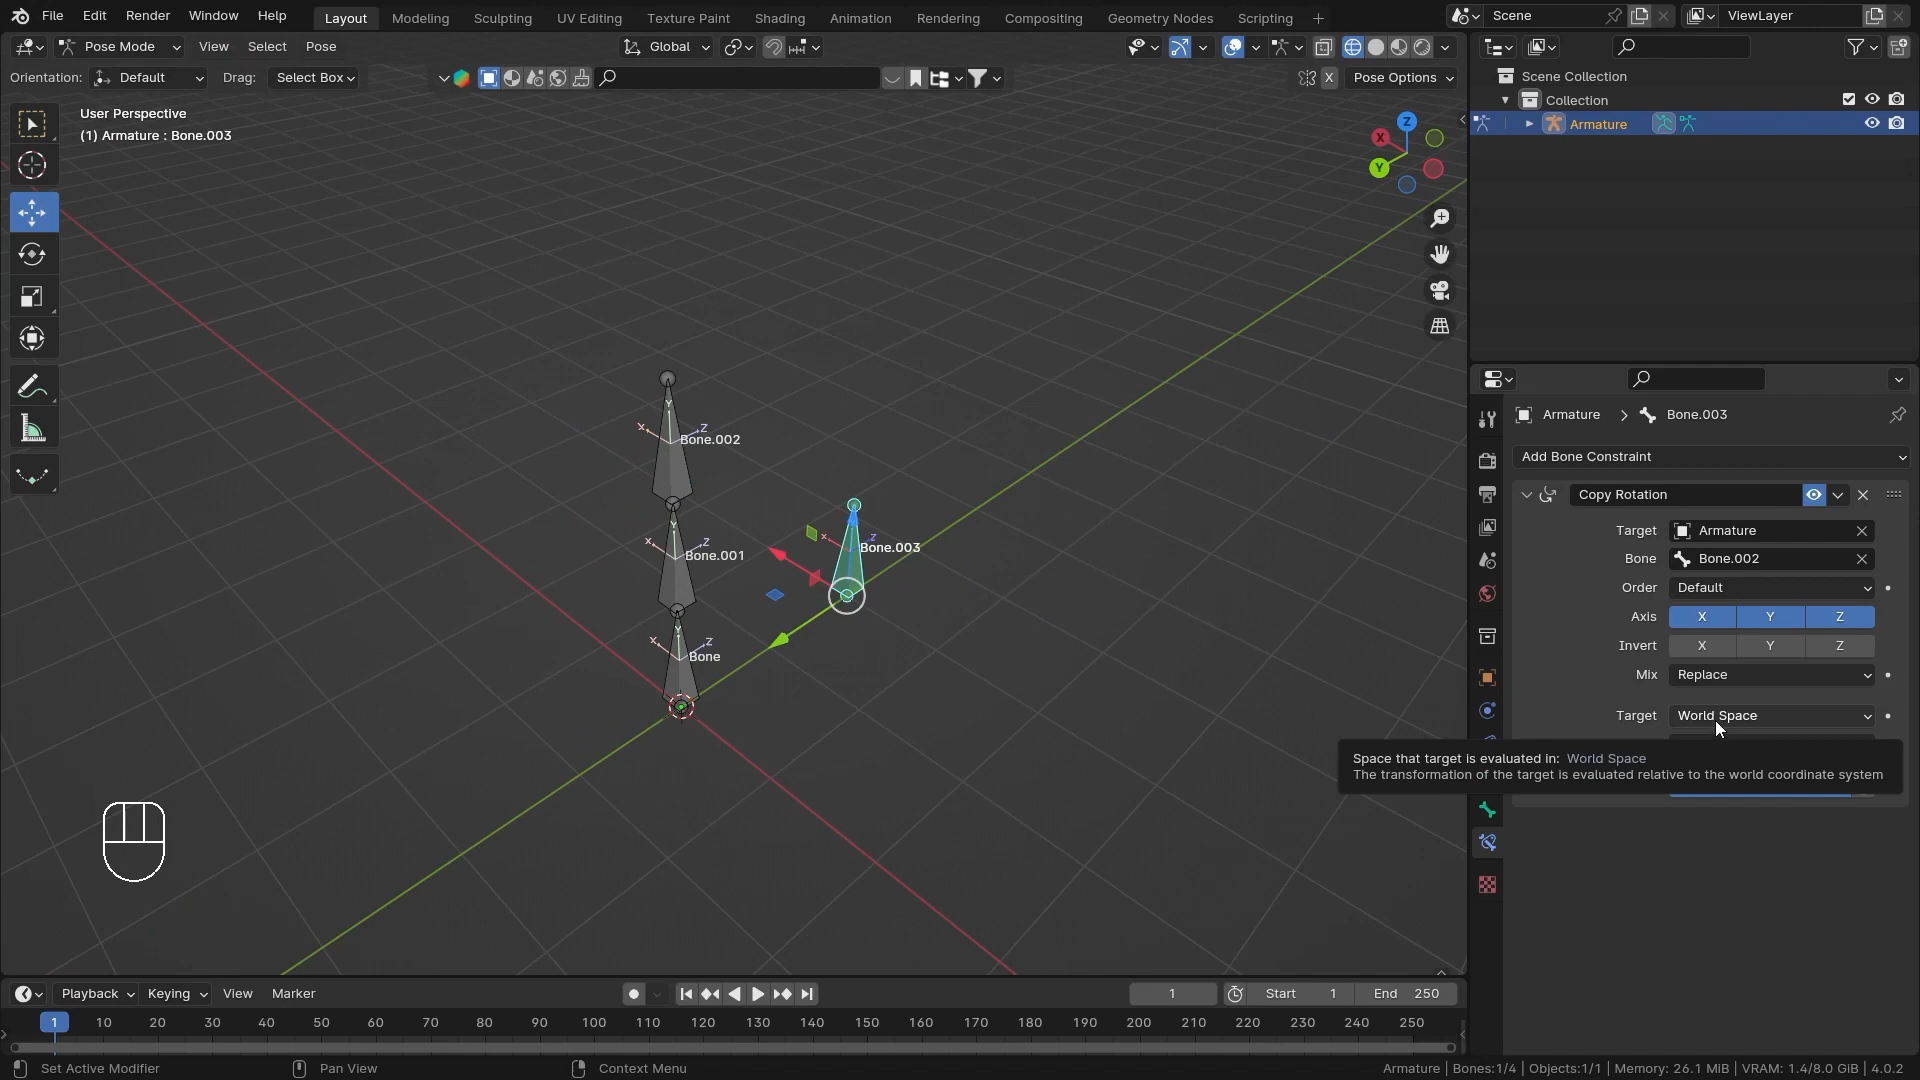 File Edit Render Window Help Layout Modeling Sculpting UV Editing Texture Paint Shading Animation Rendering Compositing Geometry Nodes Scripting + Scene ViewLayer
Pose Mode View Select Pose Global
Orientation: Default Drag: Select Box X Pose Options
User Perspective
(1) Armature : Bone.003
Scene Collection
Collection
Armature
Z
X
Y
Armature > Bone.003
Add Bone Constraint
Copy Rotation
Target Armature
Bone Bone.002
Order Default
Axis X Y Z
Invert X Y Z
Mix Replace
Target World Space
Space that target is evaluated in: World Space
The transformation of the target is evaluated relative to the world coordinate system
Y
X Z
Bone.002
Y
X Z
Bone.001
X Z
Bone.003
Y
X Z
Bone
Playback Keying View Marker 1 Start 1 End 250
1 10 20 30 40 50 60 70 80 90 100 110 120 130 140 150 160 170 180 190 200 210 220 230 240 250
Set Active Modifier Pan View Context Menu Armature | Bones:1/4 | Objects:1/1 | Memory: 26.1 MiB | VRAM: 1.4/8.0 GiB | 4.0.2